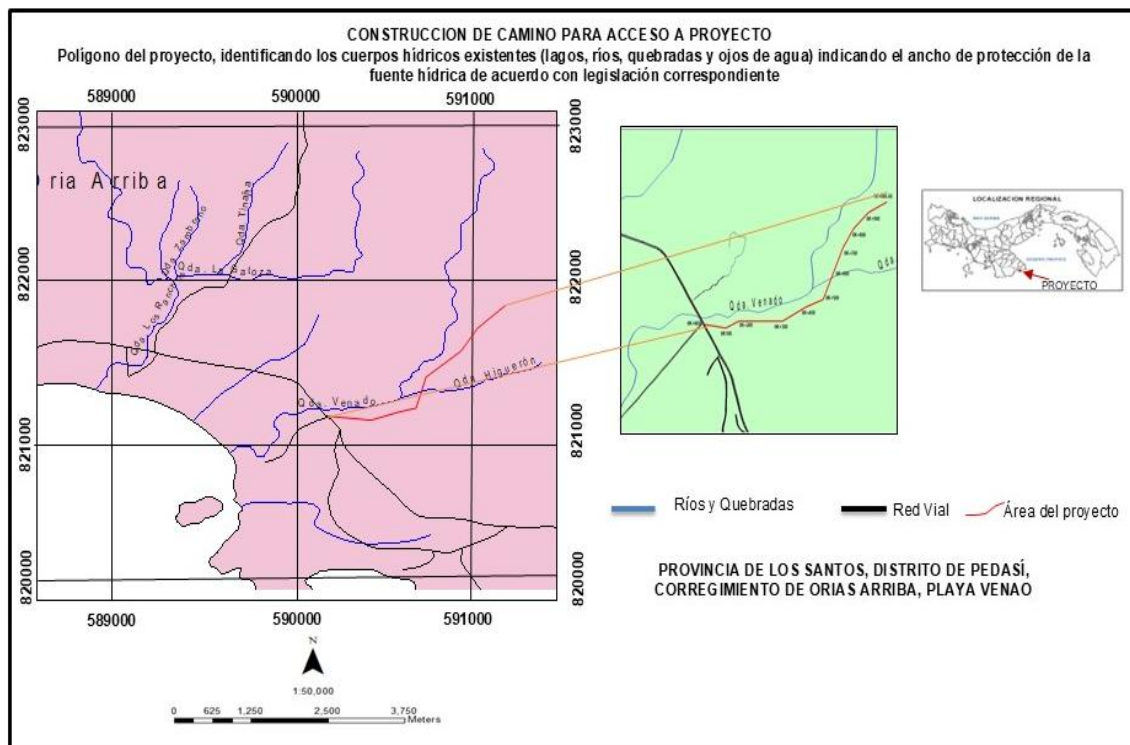 CONSTRUCCION DE CAMINO PARA ACCESO A PROYECTO
Polígono del proyecto, identificando los cuerpos hídricos existentes (lagos, ríos, quebradas y ojos de agua) indicando el ancho de protección de la
fuente hídrica de acuerdo con legislación correspondiente
589000 590000 591000
823000
822000
821000
820000
823000
822000
821000
820000
ria Arriba
Qda Zambono
Qda Tinaha
Qda. La Baloza
Qda. Venado
Qda Higuerón
589000 590000 591000
Qda. Venado
Qda
LOCALIZACION REGIONAL
PROYECTO
Ríos y Quebradas
Red Vial
Área del proyecto
PROVINCIA DE LOS SANTOS, DISTRITO DE PEDASÍ,
CORREGIMIENTO DE ORIAS ARRIBA, PLAYA VENAO
N
1:50,000
0 625 1,250 2,500 3,750
Meters